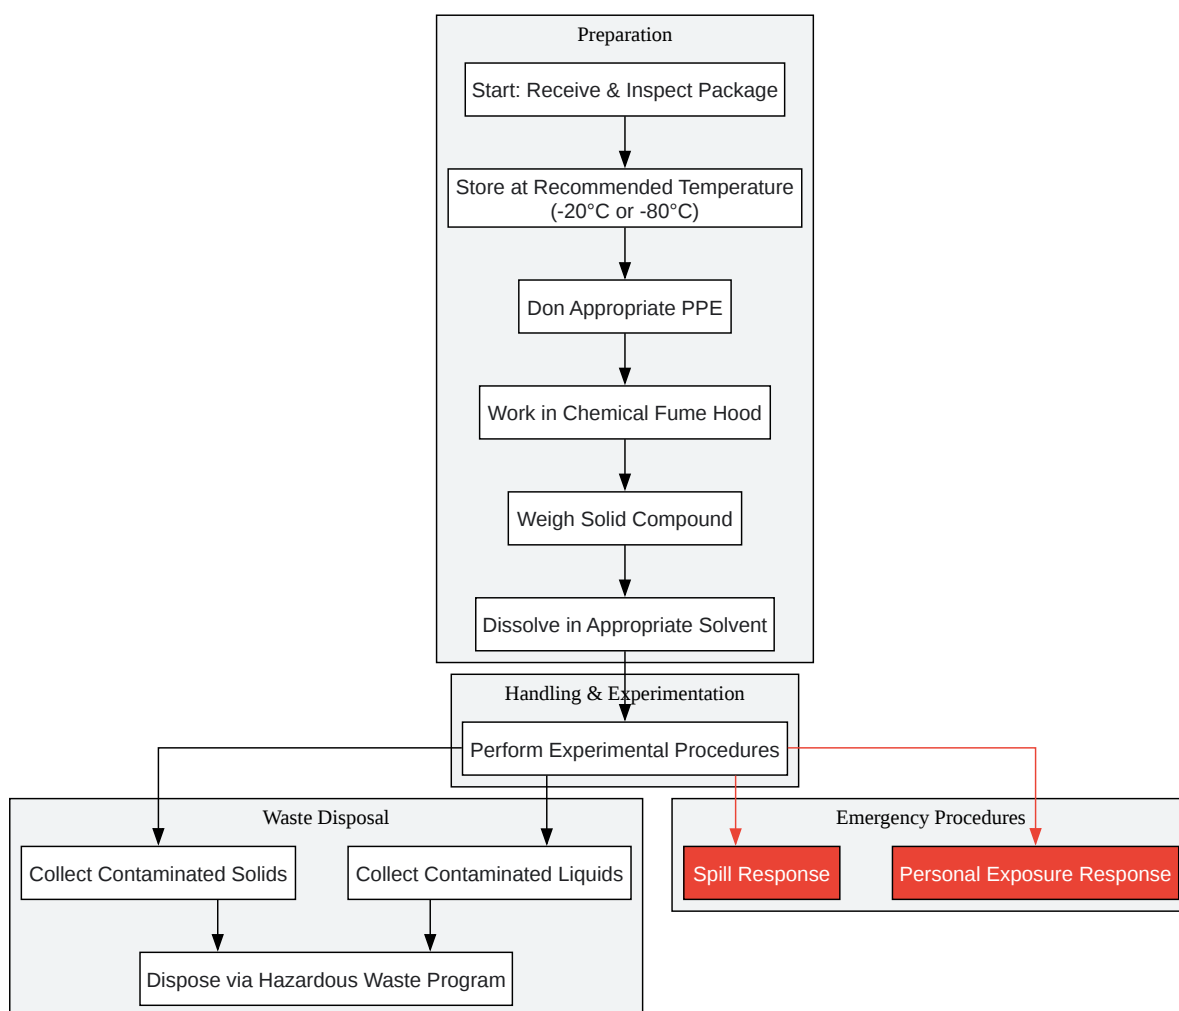 Preparation
Start: Receive & Inspect Package
Store at Recommended Temperature
(-20°C or -80°C)
Don Appropriate PPE
Work in Chemical Fume Hood
Weigh Solid Compound
Dissolve in Appropriate Solvent
Handling & Experimentation
Perform Experimental Procedures
Waste Disposal
Collect Contaminated Solids
Collect Contaminated Liquids
Dispose via Hazardous Waste Program
Emergency Procedures
Spill Response
Personal Exposure Response